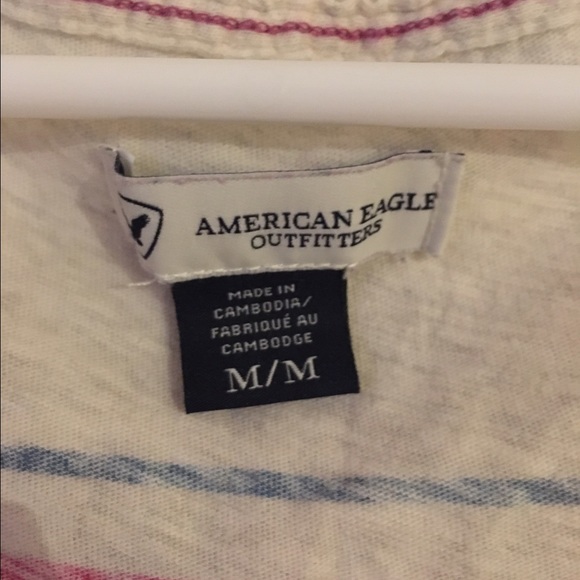 AMERICAN EAGLE
OUTFITTERS
MADE IN
CAMBODIA/
FABRIQUÉ AU
CAMBODGE
M/M